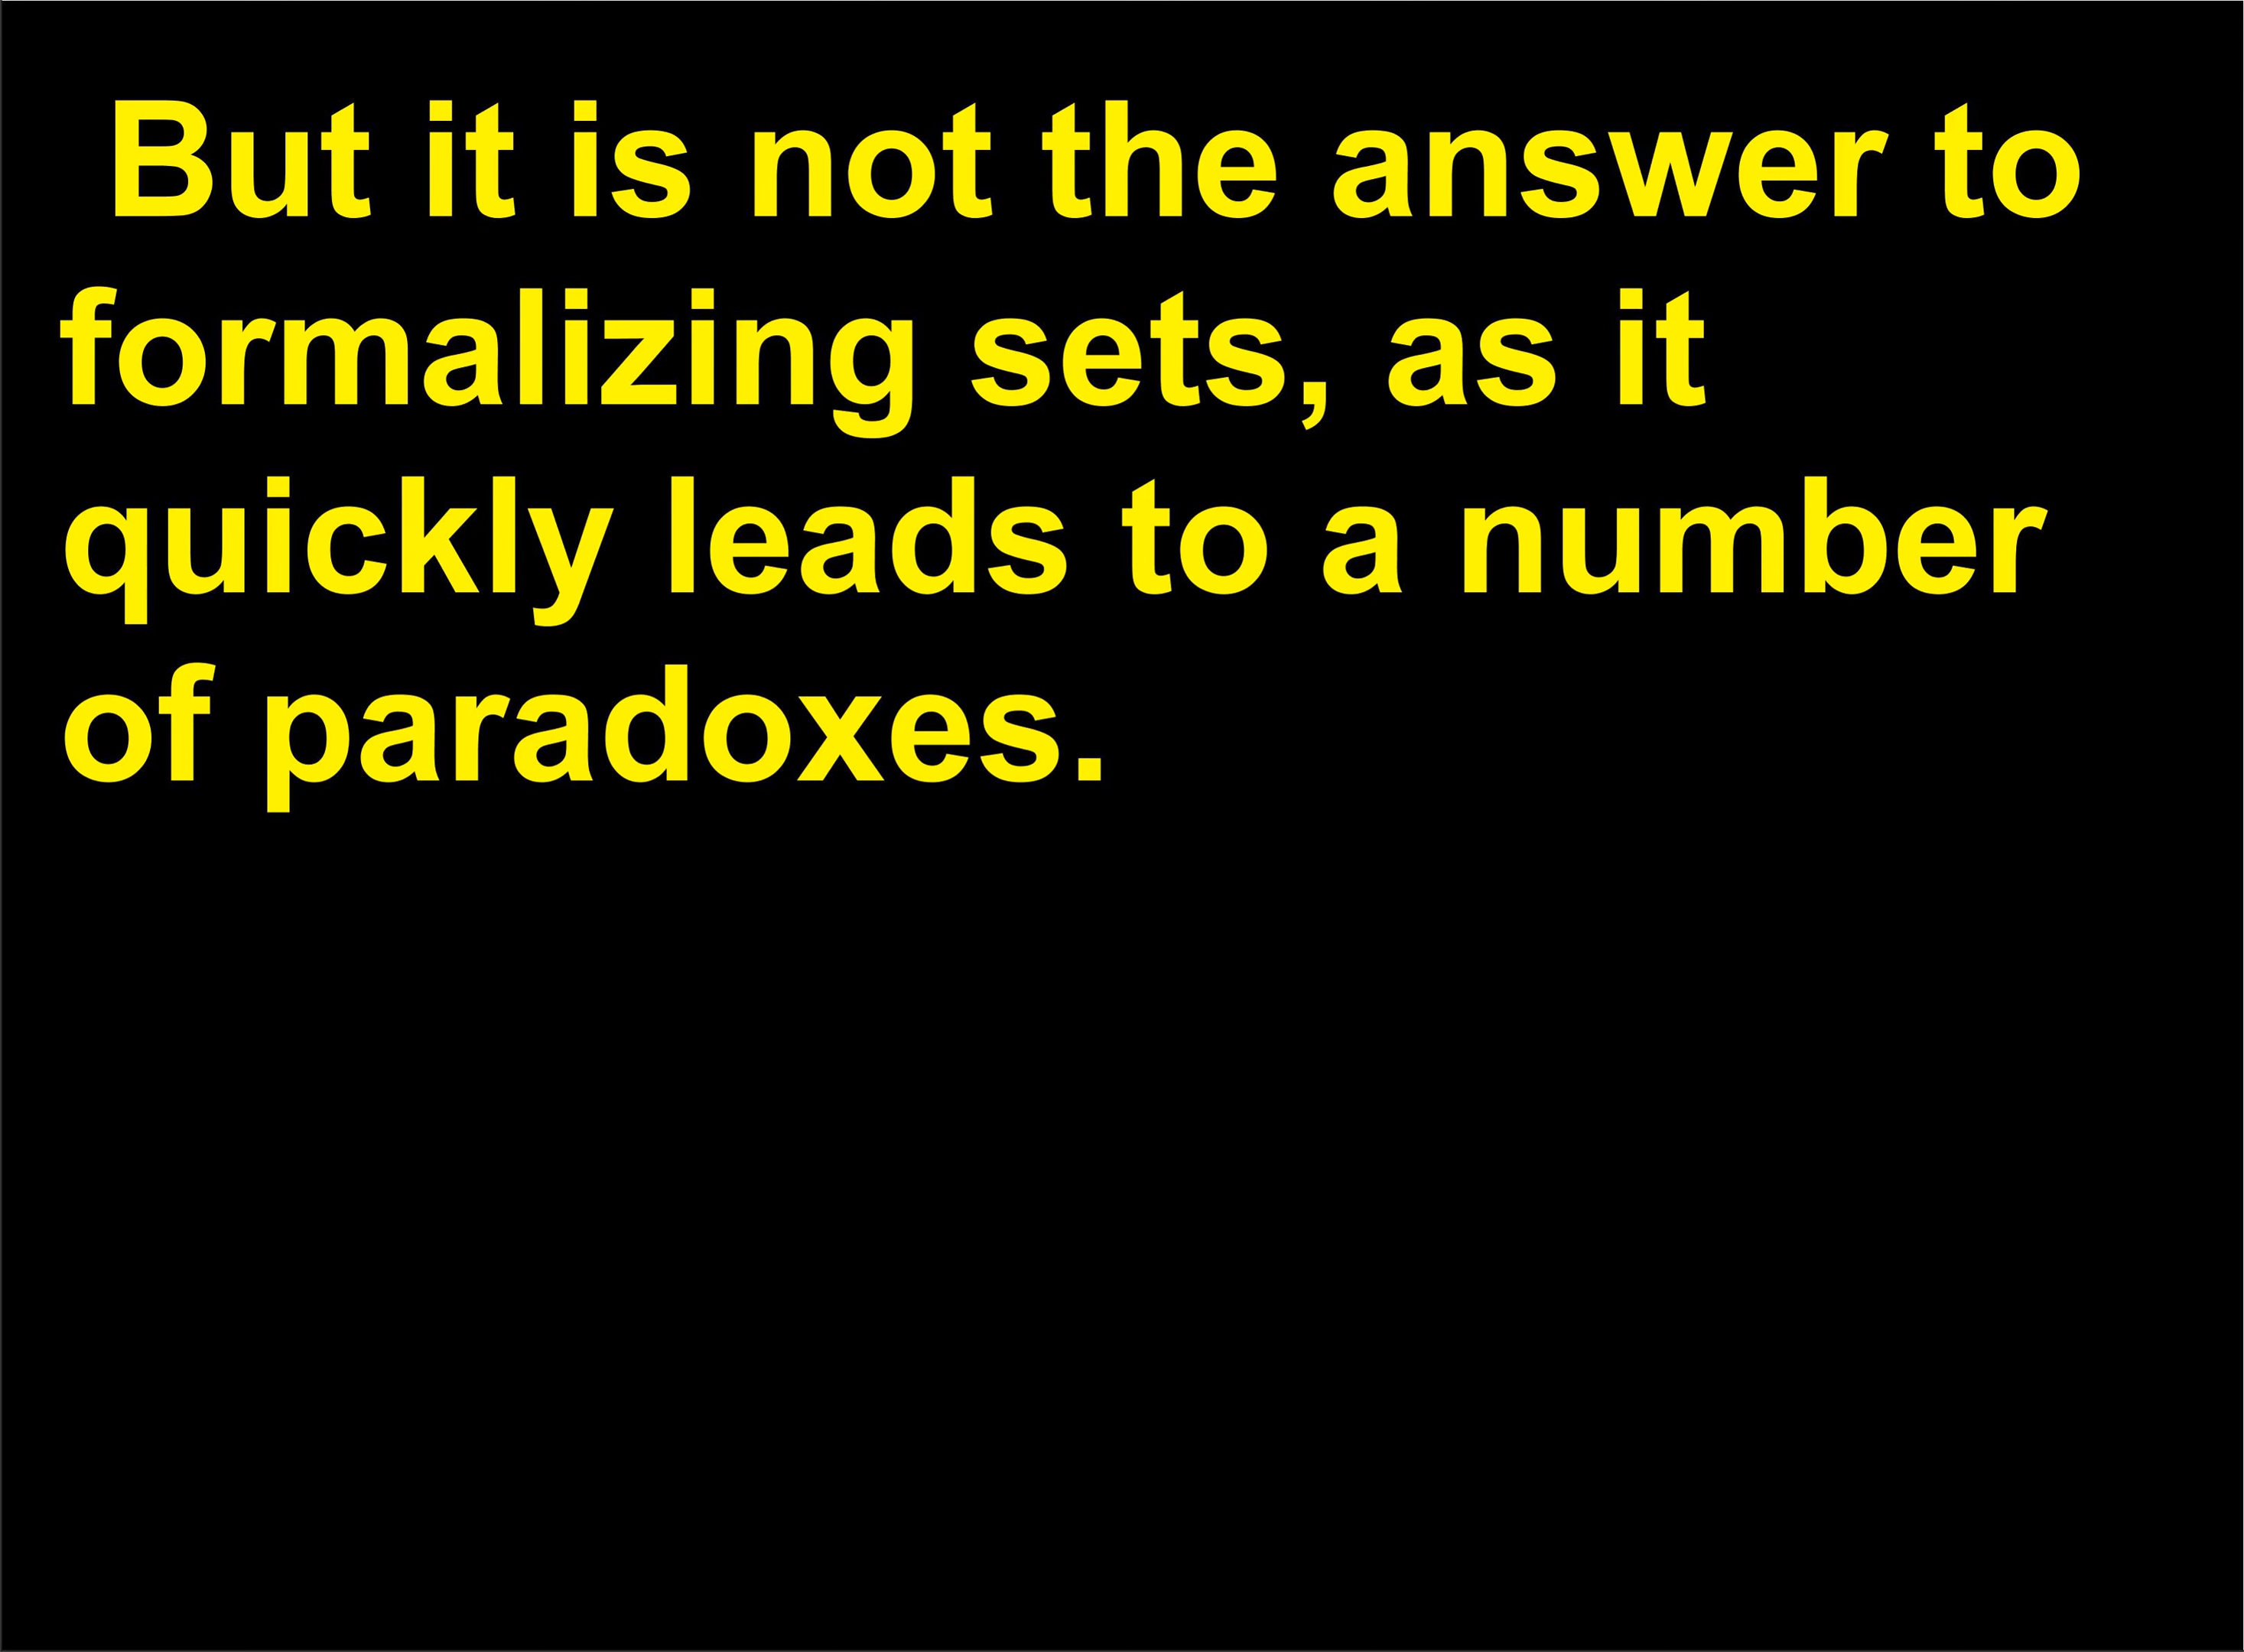 But it is not the answer to
formalizing sets, as it
quickly leads to a number
of paradoxes.